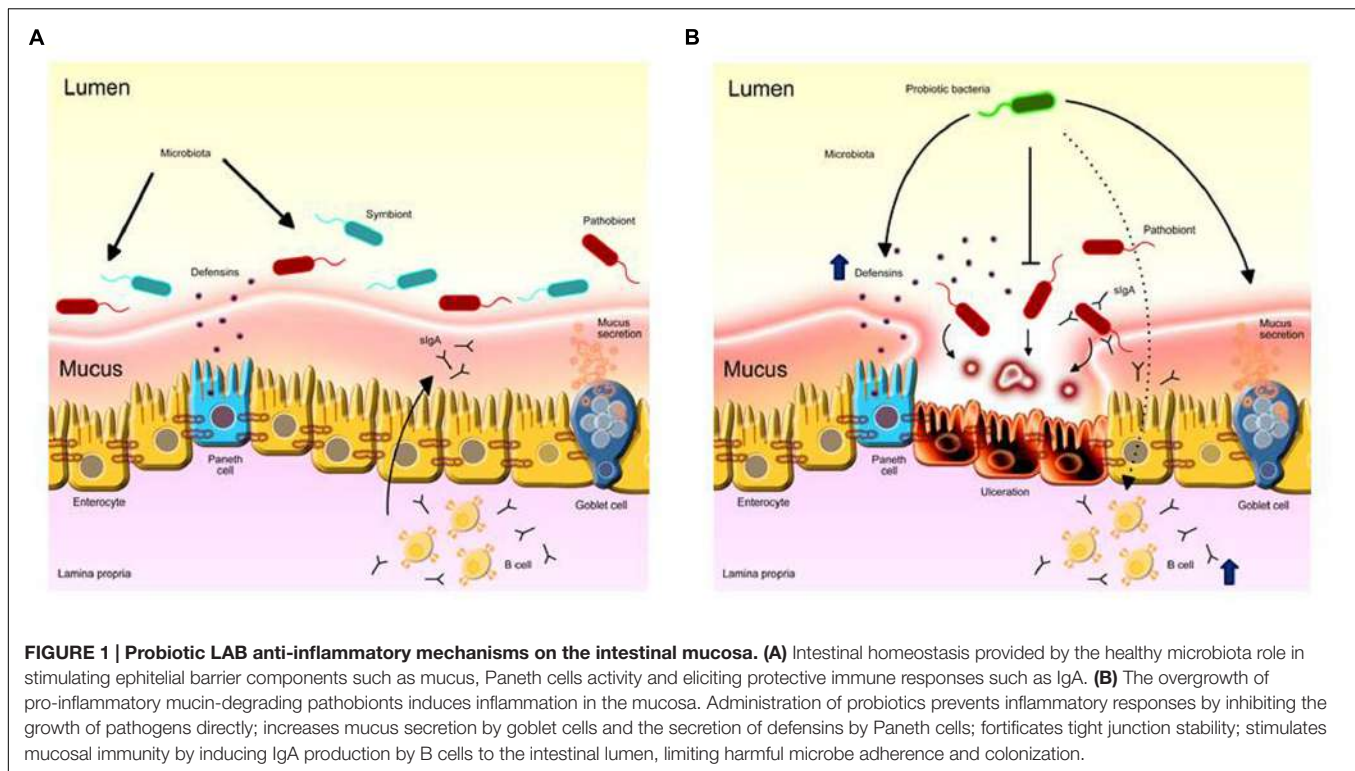 A
Lumen
Microbiota
Symbiont
Pathobiont
Defensins
Mucus
secretion
sIgA
Mucus
Paneth
cell
Enterocyte
Goblet cell
B cell
Lamina propria
B
Lumen
Probiotic bacteria
Microbiota
Pathobiont
Defensins
sIgA
Mucus
secretion
Mucus
Paneth
cell
Enterocyte
Ulceration
Goblet cell
B cell
Lamina propria
FIGURE 1 | Probiotic LAB anti-inflammatory mechanisms on the intestinal mucosa. (A) Intestinal homeostasis provided by the healthy microbiota role in
stimulating ephitelial barrier components such as mucus, Paneth cells activity and eliciting protective immune responses such as IgA. (B) The overgrowth of
pro-inflammatory mucin-degrading pathobionts induces inflammation in the mucosa. Administration of probiotics prevents inflammatory responses by inhibiting the
growth of pathogens directly; increases mucus secretion by goblet cells and the secretion of defensins by Paneth cells; fortificates tight junction stability; stimulates
mucosal immunity by inducing IgA production by B cells to the intestinal lumen, limiting harmful microbe adherence and colonization.